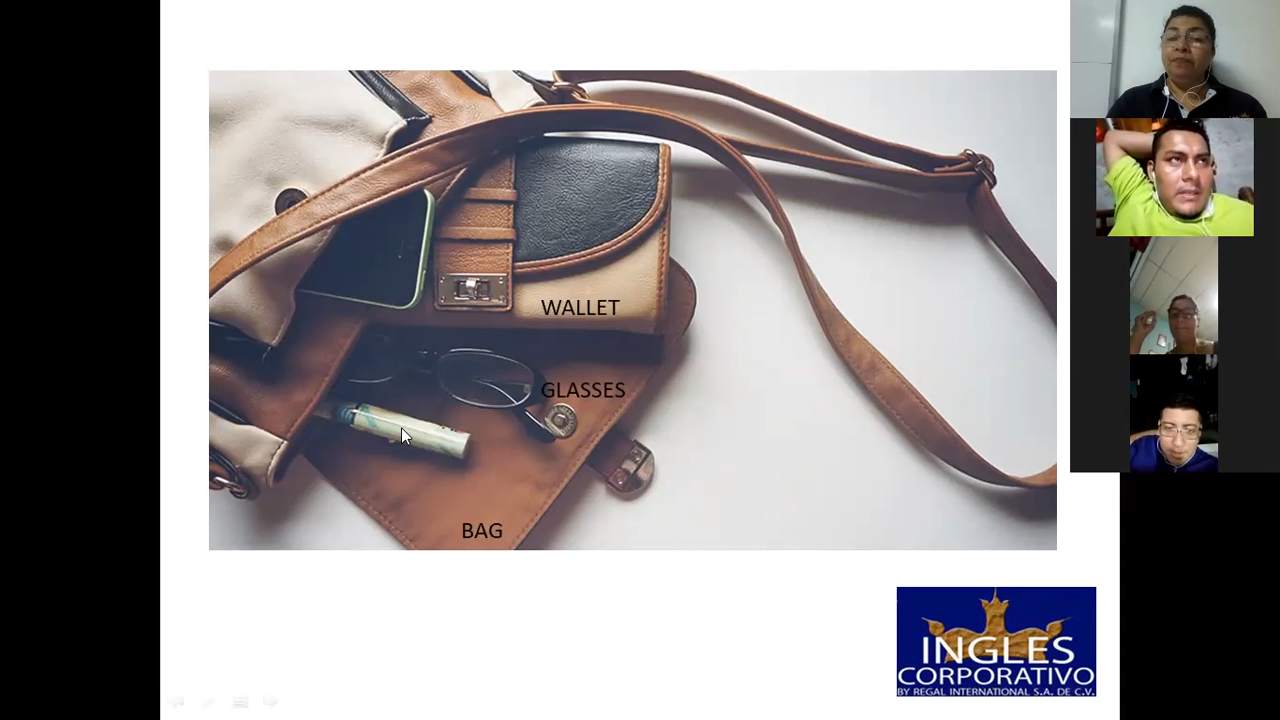 WALLET
GLASSES
BAG
INGLES
CORPORATIVO
BY REGAL INTERNATIONAL S.A. DE C.V.